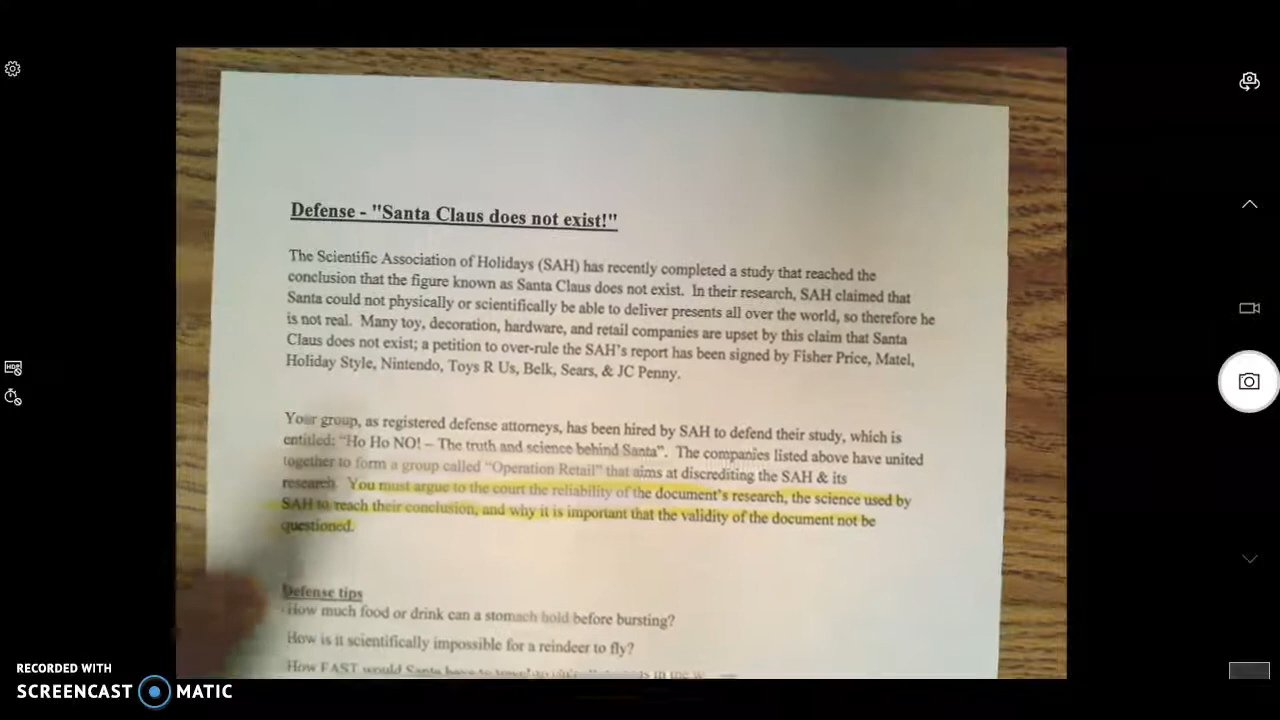 Defense - "Santa Claus does not exist!"
The Scientific Association of Holidays (SAH) has recently completed a study that reached the
conclusion that the figure known as Santa Claus does not exist. In their research, SAH claimed that
Santa could not physically or scientifically be able to deliver presents all over the world, so therefore he
is not real. Many toy, decoration, hardware, and retail companies are upset by this claim that Santa
Claus does not exist; a petition to over-rule the SAH's report has been signed by Fisher Price, Matel,
Holiday Style, Nintendo, Toys R Us, Belk, Sears, & JC Penny.
Your group, as registered defense attorneys, has been hired by SAH to defend their study, which is
entitled: "Ho Ho NO! – The truth and science behind Santa". The companies listed above have united
together to form a group called "Operation Retail" that aims at discrediting the SAH & its
research. You must argue to the court the reliability of the document's research, the science used by
SAH to reach their conclusion, and why it is important that the validity of the document not be
questioned.
Defense tips
How much food or drink can a stomach hold before bursting?
How is it scientifically impossible for a reindeer to fly?
How FAST would Santa have to travel
RECORDED WITH
SCREENCAST MATIC